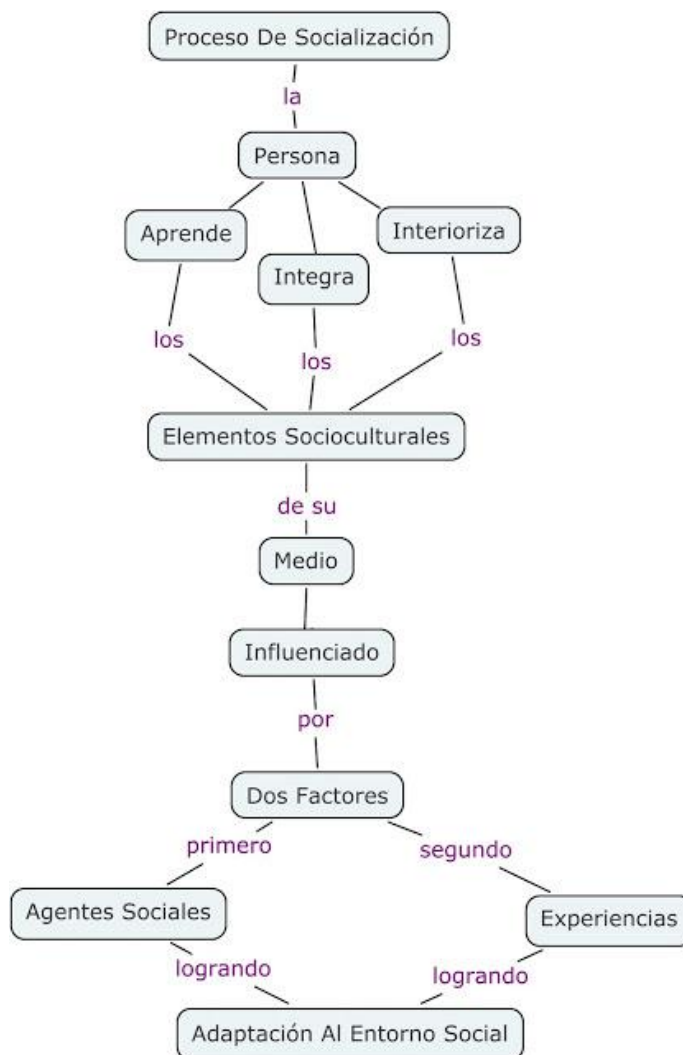 Proceso De Socialización
la
Persona
Aprende
Interioriza
Integra
los
los
los
Elementos Socioculturales
de su
Medio
Influenciado
por
Dos Factores
primero
segundo
Agentes Sociales
Experiencias
logrando
logrando
Adaptación Al Entorno Social